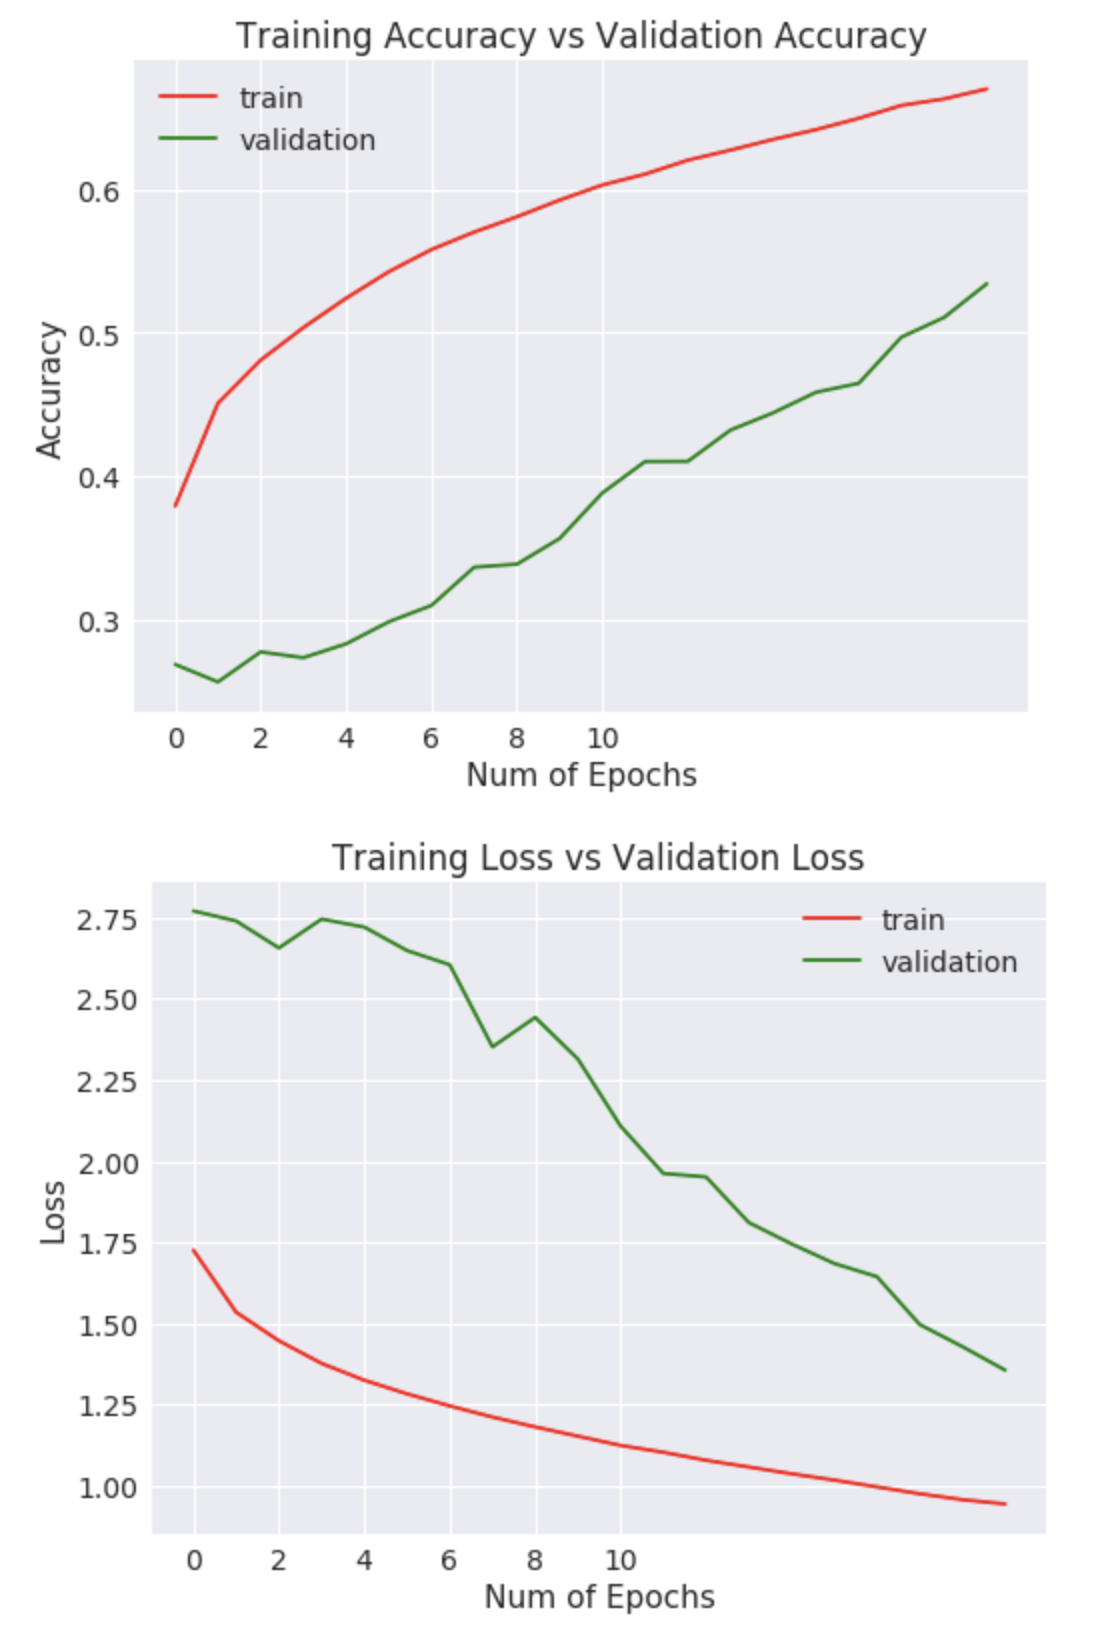 Training Accuracy vs Validation Accuracy
train
validation
0.6
0.5
0.4
0.3
Accuracy
0 2 4 6 8 10
Num of Epochs
Training Loss vs Validation Loss
train
validation
2.75
2.50
2.25
2.00
1.75
1.50
1.25
1.00
Loss
0 2 4 6 8 10
Num of Epochs